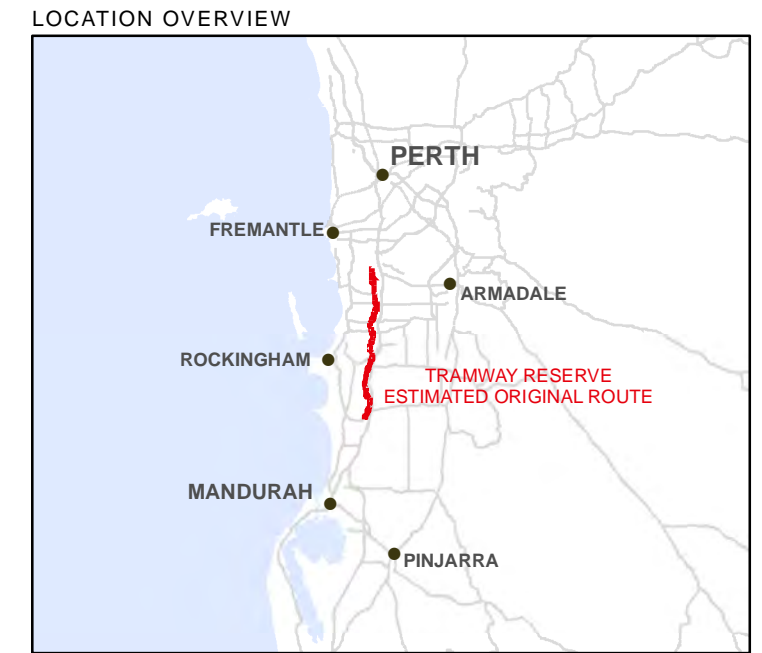 LOCATION OVERVIEW
PERTH
FREMANTLE
ARMADALE
ROCKINGHAM
TRAMWAY RESERVE
ESTIMATED ORIGINAL ROUTE
MANDURAH
PINJARRA